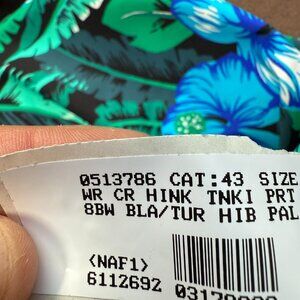 0513786 CAT:43 SIZE
WR CR HINK TNKI PRT
8BW BLA/TUR HIB PAL
<NAF1>
6112692